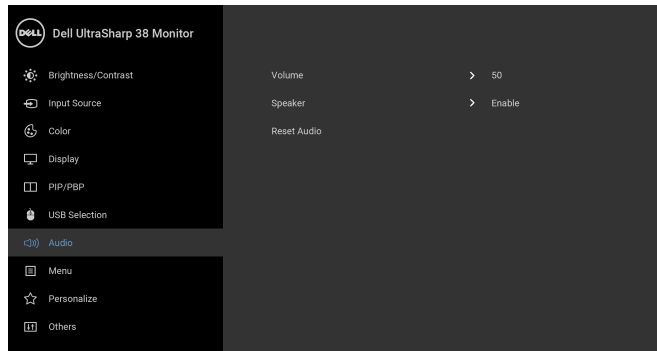 DELL Dell UltraSharp 38 Monitor
Brightness/Contrast
Volume 50
Input Source
Speaker Enable
Color
Reset Audio
Display
PIP/PBP
USB Selection
Audio
Menu
Personalize
Others